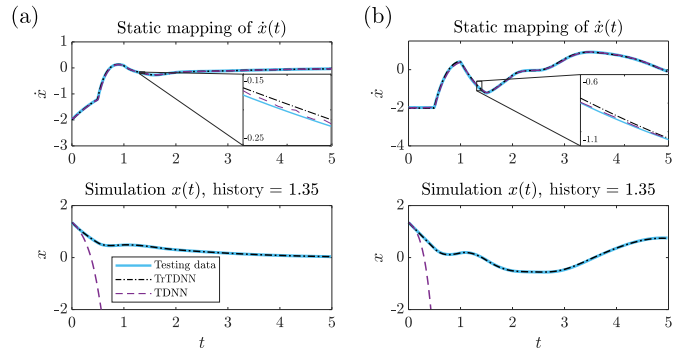 (a)
Static mapping of ẋ(t)
1
0
-1
-2
-3
ẋ
-0.15
-0.25
0 1 2 3 4 5
Simulation x(t), history = 1.35
2
0
-2
x
Testing data
TrTDNN
TDNN
0 1 2 3 4 5
t
(b)
Static mapping of ẋ(t)
2
0
-2
-4
ẋ
-0.6
-1.1
0 1 2 3 4 5
Simulation x(t), history = 1.35
2
0
-2
x
0 1 2 3 4 5
t